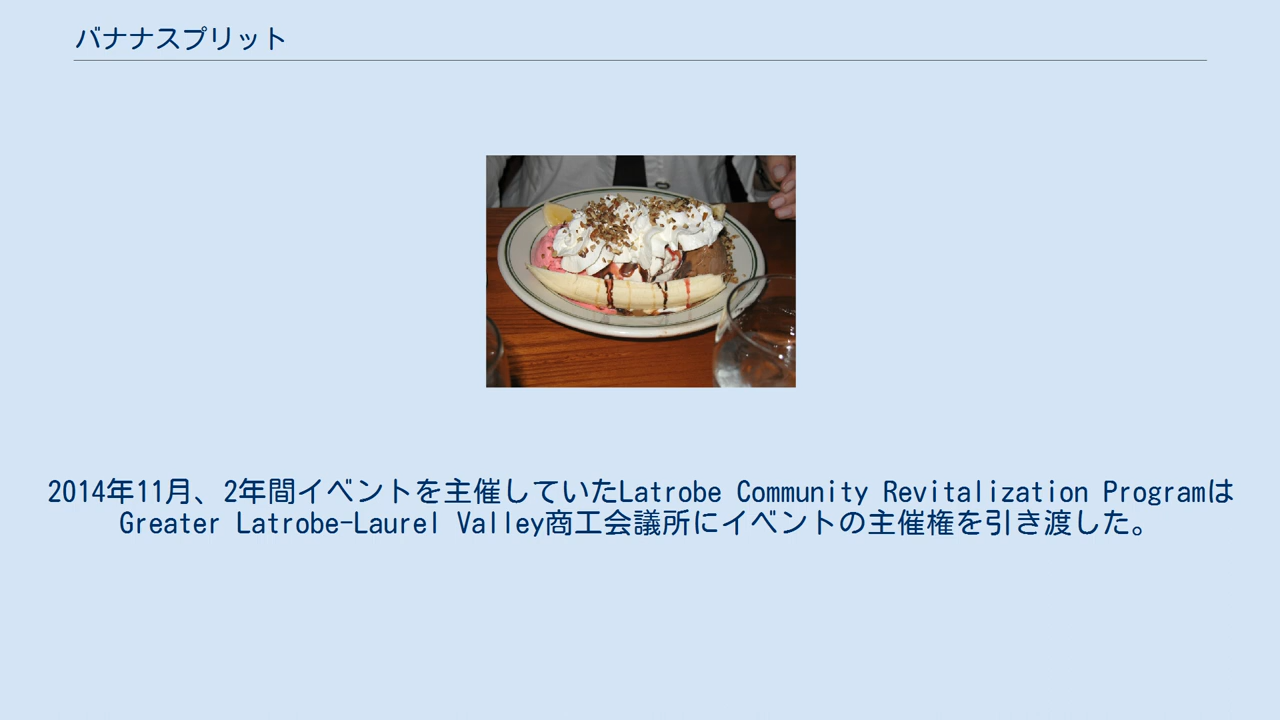 バナナスプリット
2014年11月、2年間イベントを主催していたLatrobe Community Revitalization Programは
Greater Latrobe-Laurel Valley商工会議所にイベントの主催権を引き渡した。